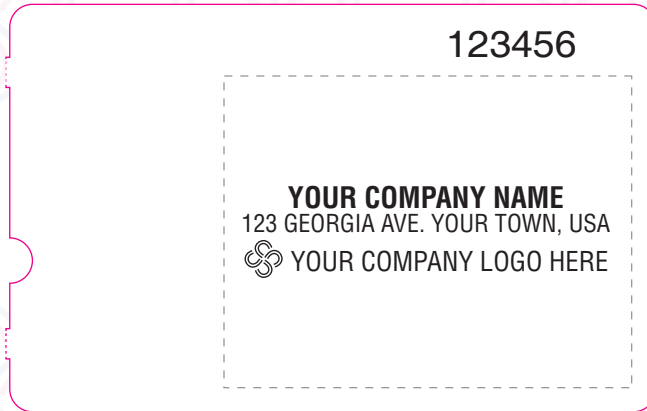 123456
YOUR COMPANY NAME
123 GEORGIA AVE. YOUR TOWN, USA
YOUR COMPANY LOGO HERE